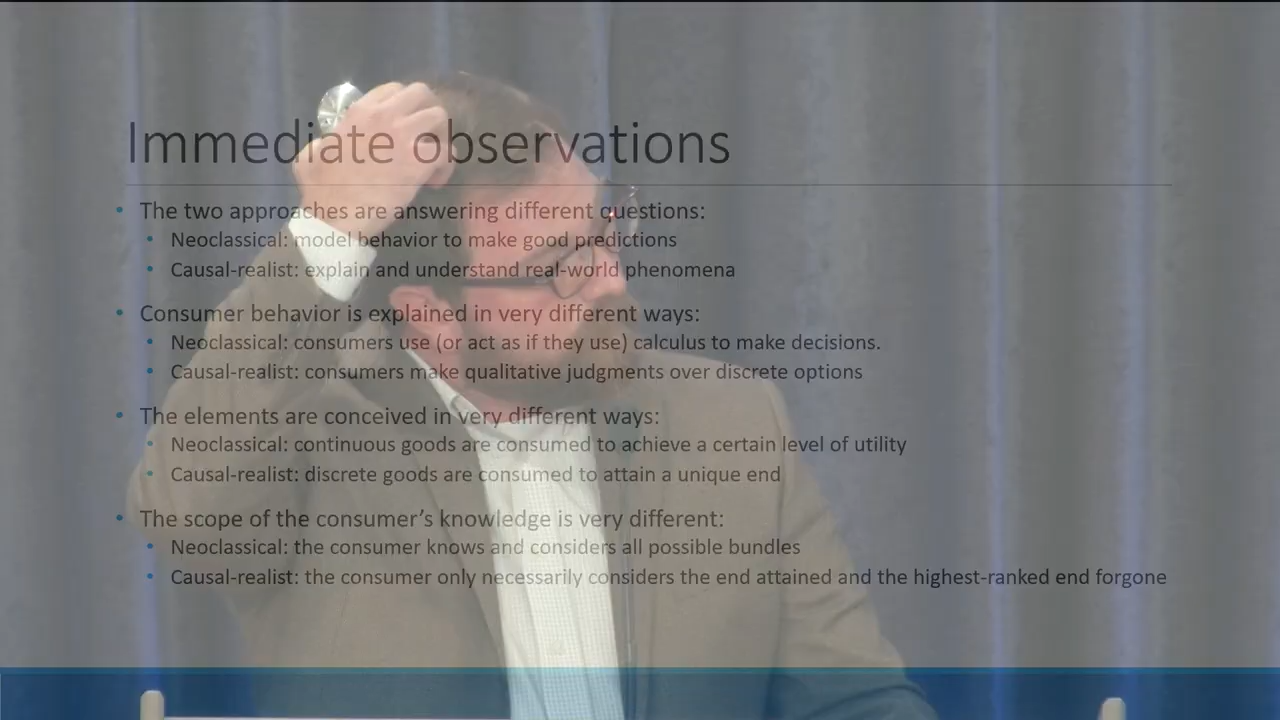 Immediate observations
• The two approaches are answering different questions:
• Neoclassical: model behavior to make good predictions
• Causal-realist: explain and understand real-world phenomena
• Consumer behavior is explained in very different ways:
• Neoclassical: consumers use (or act as if they use) calculus to make decisions.
• Causal-realist: consumers make qualitative judgments over discrete options
• The elements are conceived in very different ways:
• Neoclassical: continuous goods are consumed to achieve a certain level of utility
• Causal-realist: discrete goods are consumed to attain a unique end
• The scope of the consumer’s knowledge is very different:
• Neoclassical: the consumer knows and considers all possible bundles
• Causal-realist: the consumer only necessarily considers the end attained and the highest-ranked end forgone